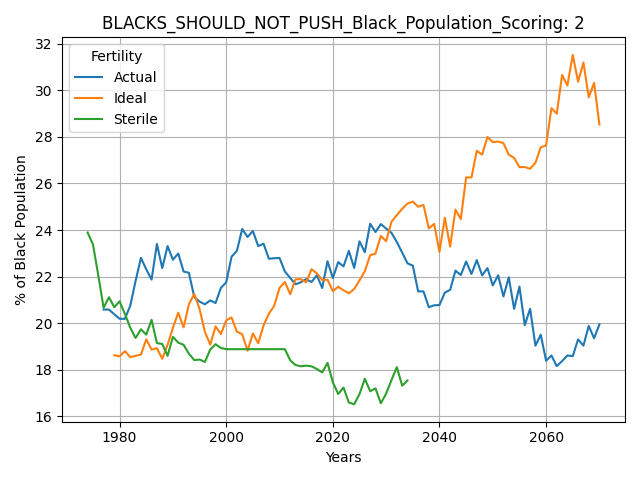 BLACKS_SHOULD_NOT_PUSH_Black_Population_Scoring: 2
Fertility
Actual
Ideal
Sterile
% of Black Population
32
30
28
26
24
22
20
18
16
1980
2000
2020
2040
2060
Years